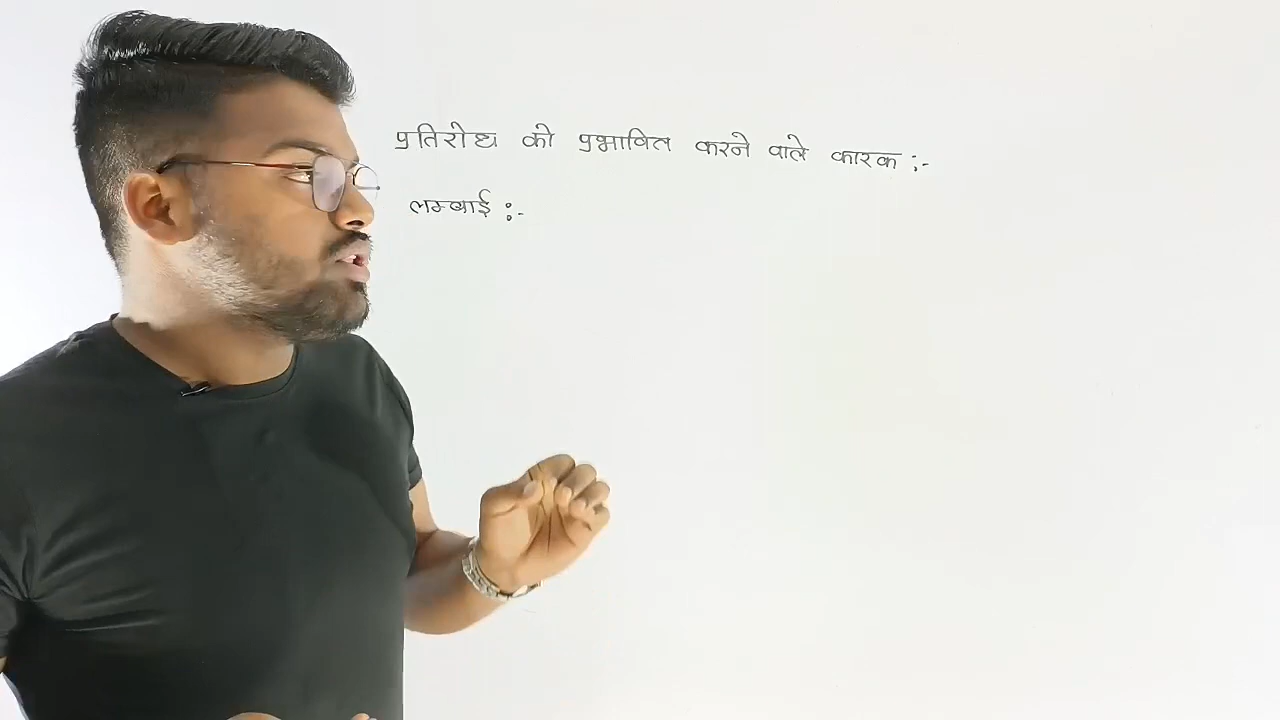 प्रतिरोध को प्रभावित करने वाले कारक :-
लम्बाई :-